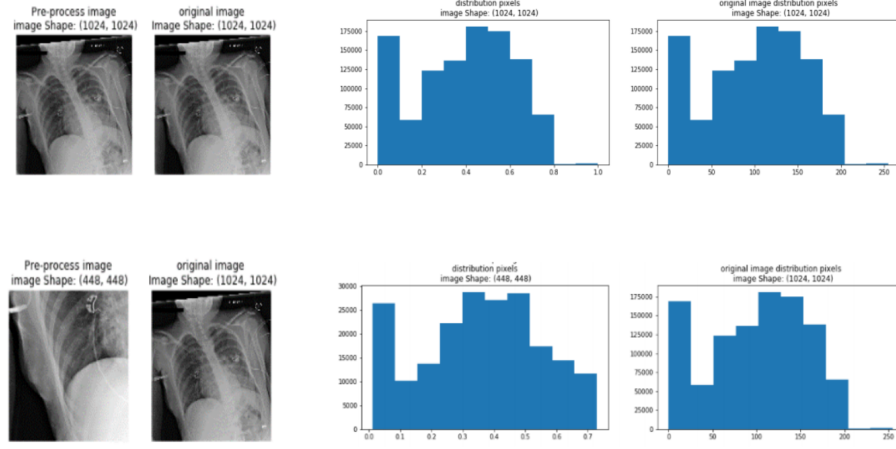 Pre-process image
image Shape: (1024, 1024)
original image
Image Shape: (1024, 1024)
distribution pixels
image Shape: (1024, 1024)
175000
150000
125000
100000
75000
50000
25000
0
0.0 0.2 0.4 0.6 0.8 1.0
original image distribution pixels
image Shape: (1024, 1024)
175000
150000
125000
100000
75000
50000
25000
0
0 50 100 150 200 250
Pre-process image
image Shape: (448, 448)
original image
Image Shape: (1024, 1024)
distribution pixels
image Shape: (448, 448)
30000
25000
20000
15000
10000
5000
0
0.0 0.1 0.2 0.3 0.4 0.5 0.6 0.7
original image distribution pixels
image Shape: (1024, 1024)
175000
150000
125000
100000
75000
50000
25000
0
0 50 100 150 200 250